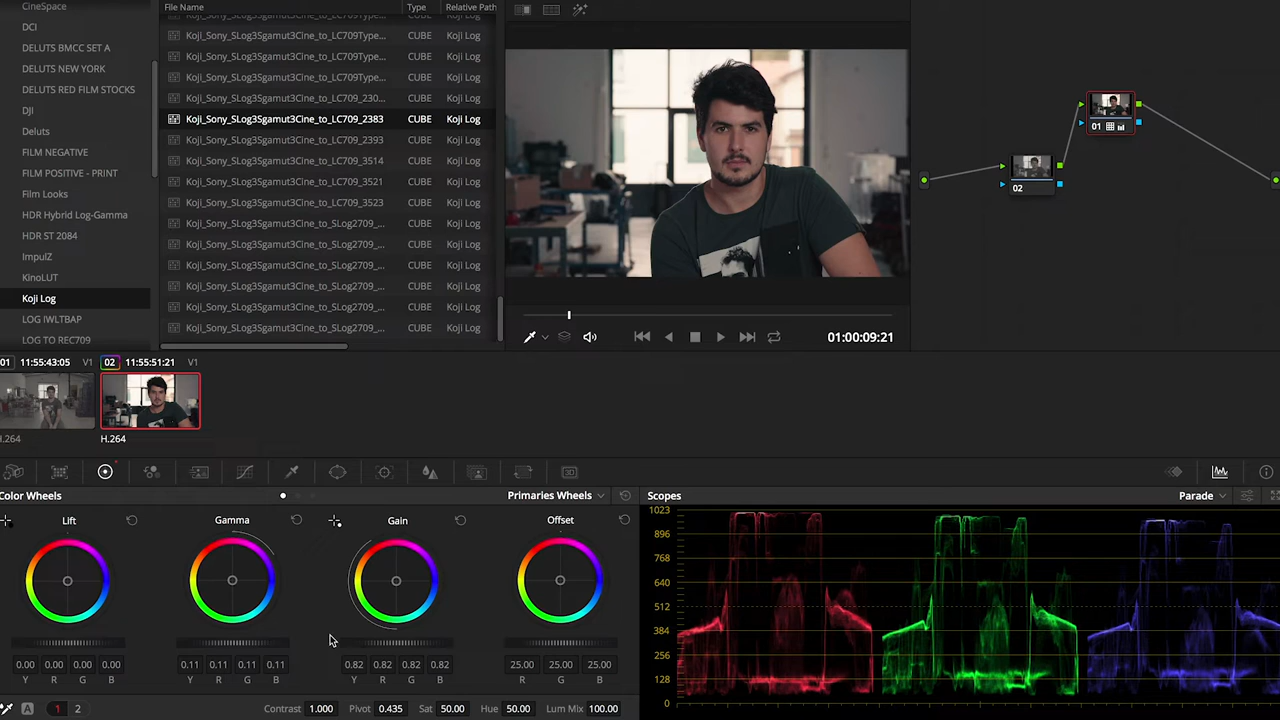 CineSpace
DCI
DELUTS BMCC SET A
DELUTS NEW YORK
DELUTS RED FILM STOCKS
DJI
Deluts
FILM NEGATIVE
FILM POSITIVE - PRINT
Film Looks
HDR Hybrid Log-Gamma
HDR ST 2084
ImpulZ
KInoLUT
Koji Log
LOG IWLTBAP
LOG TO REC709
File Name Type Relative Path
Koji_Sony_SLog3Sgamut3Cine_to_LC709Type... CUBE Koji Log
Koji_Sony_SLog3Sgamut3Cine_to_LC709Type... CUBE Koji Log
Koji_Sony_SLog3Sgamut3Cine_to_LC709Type... CUBE Koji Log
Koji_Sony_SLog3Sgamut3Cine_to_LC709_230... CUBE Koji Log
Koji_Sony_SLog3Sgamut3Cine_to_LC709_2383 CUBE Koji Log
Koji_Sony_SLog3Sgamut3Cine_to_LC709_2393 CUBE Koji Log
Koji_Sony_SLog3Sgamut3Cine_to_LC709_3514 CUBE Koji Log
Koji_Sony_SLog3Sgamut3Cine_to_LC709_3521 CUBE Koji Log
Koji_Sony_SLog3Sgamut3Cine_to_LC709_3523 CUBE Koji Log
Koji_Sony_SLog3Sgamut3Cine_to_SLog2709_... CUBE Koji Log
Koji_Sony_SLog3Sgamut3Cine_to_SLog2709_... CUBE Koji Log
Koji_Sony_SLog3Sgamut3Cine_to_SLog2709_... CUBE Koji Log
Koji_Sony_SLog3Sgamut3Cine_to_SLog2709_... CUBE Koji Log
Koji_Sony_SLog3Sgamut3Cine_to_SLog2709_... CUBE Koji Log
Koji_Sony_SLog3Sgamut3Cine_to_SLog2709_... CUBE Koji Log
01:00:09:21
01
02
01 11:55:43:05 V1 02 11:55:51:21 V1
H.264 H.264
Color Wheels Primaries Wheels
Lift Gamma Gain Offset
0.00 0.00 0.00 0.00 0.11 0.11 0.11 0.11 0.82 0.82 0.82 0.82 25.00 25.00 25.00
Y R G B Y R G B Y R G B R G B
A 1 2 Contrast 1.000 Pivot 0.435 Sat 50.00 Hue 50.00 Lum Mix 100.00
Scopes Parade
1023
896
768
640
512
384
256
128
0